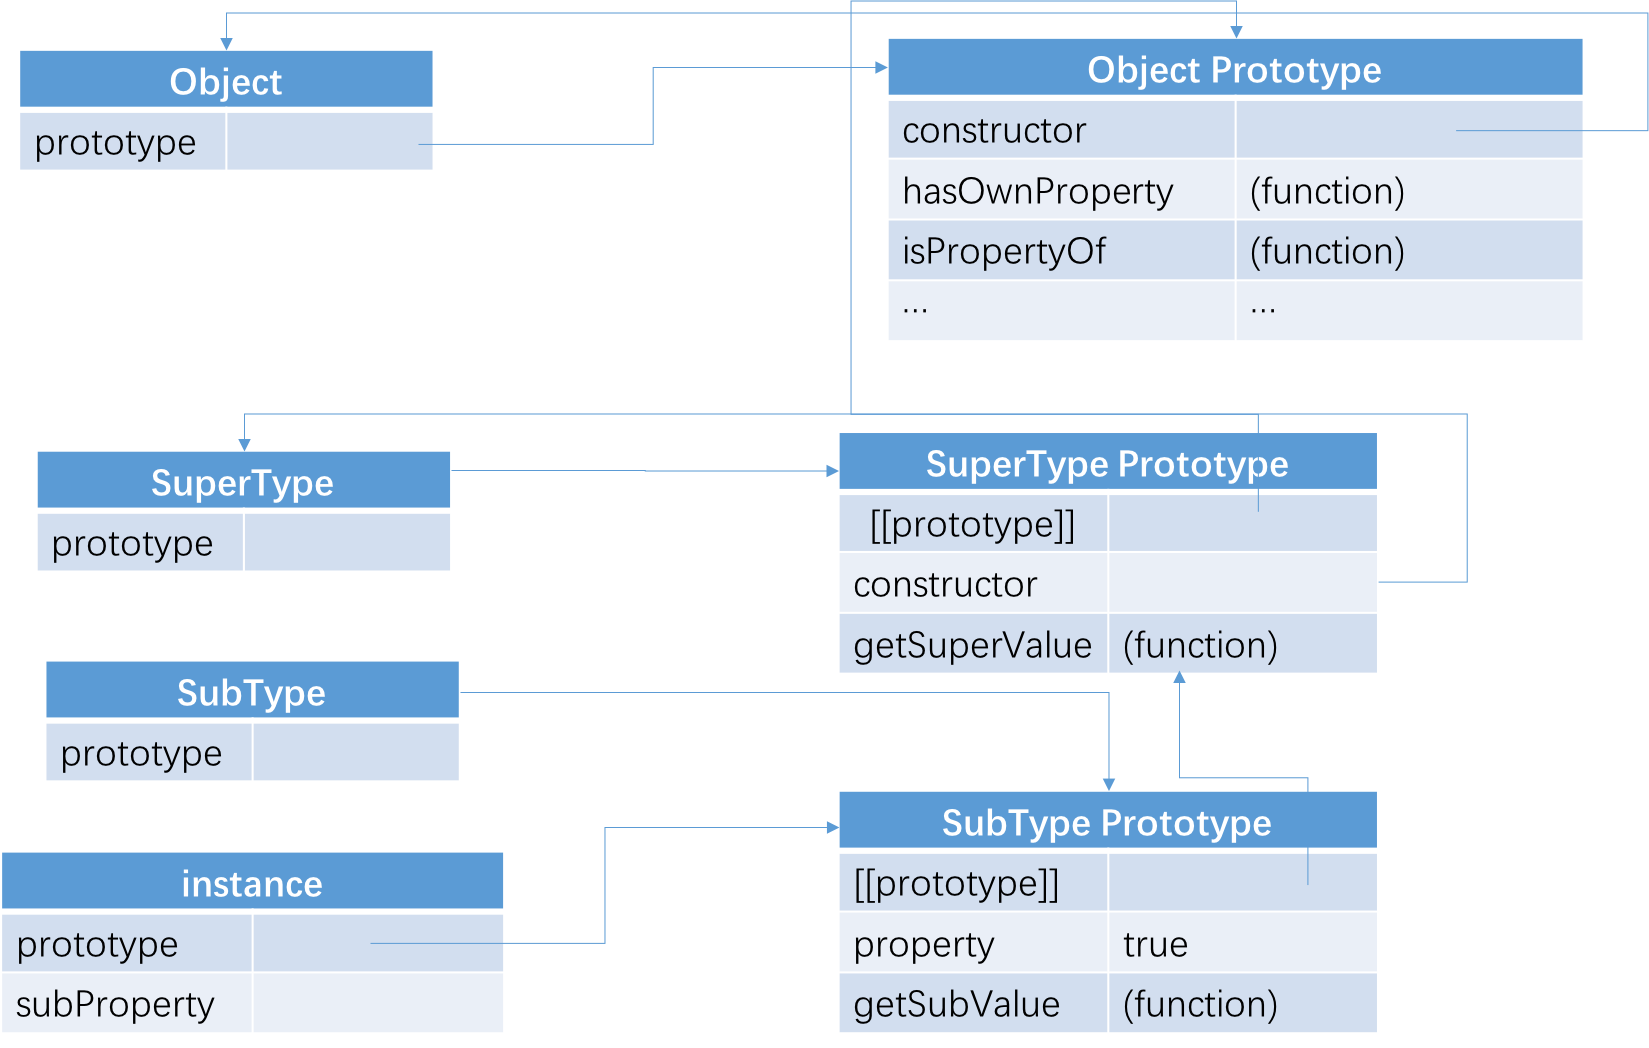 Object
prototype
Object Prototype
constructor
hasOwnProperty (function)
isPropertyOf (function)
... ...
SuperType
prototype
SuperType Prototype
[[prototype]]
constructor
getSuperValue (function)
SubType
prototype
SubType Prototype
[[prototype]]
property true
getSubValue (function)
instance
prototype
subProperty